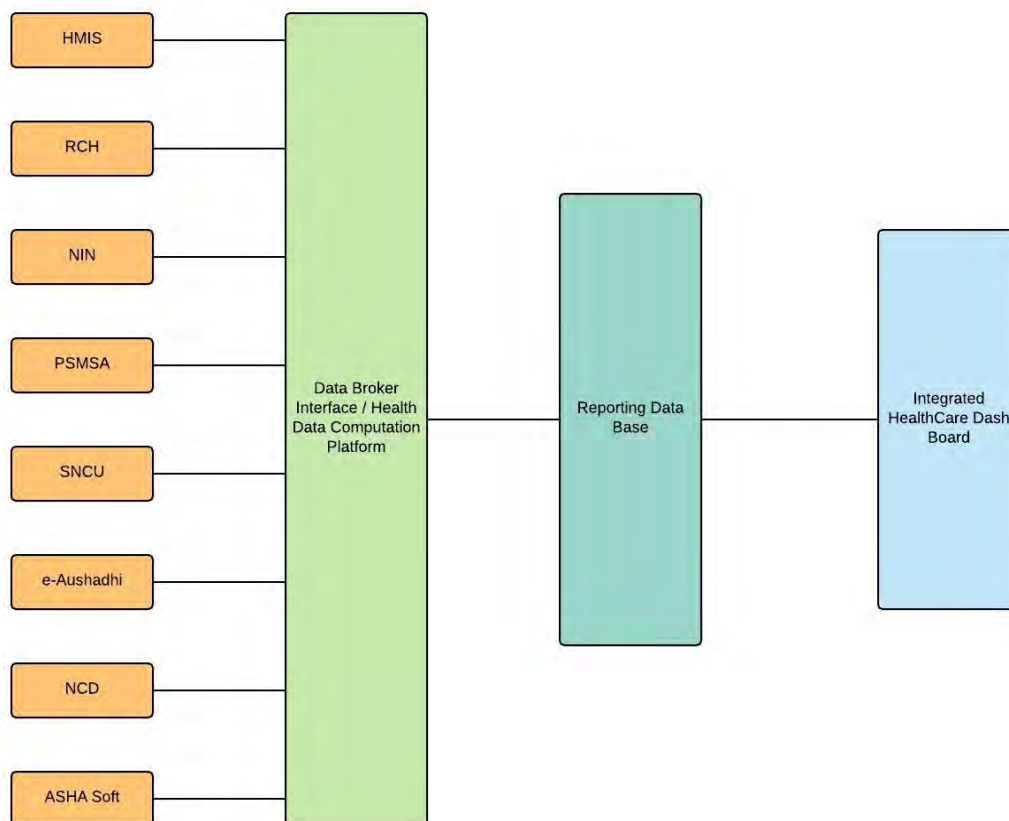 HMIS
RCH
NIN
PSMSA
SNCU
e-Aushadhi
NCD
ASHA Soft
Data Broker
Interface / Health
Data Computation
Platform
Reporting Data
Base
Integrated
HealthCare Dash
Board